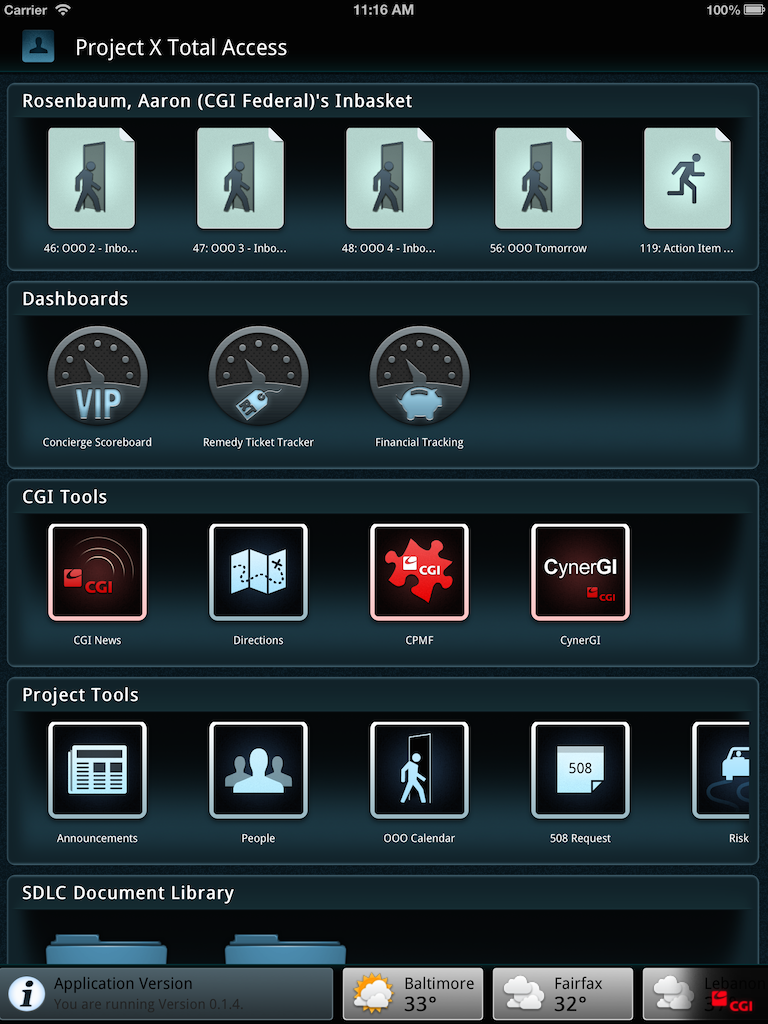 Carrier 11:16 AM 100%
Project X Total Access
Rosenbaum, Aaron (CGI Federal)'s Inbasket
46: OOO 2 - Inbo... 47: OOO 3 - Inbo... 48: OOO 4 - Inbo... 56: OOO Tomorrow 119: Action Item ...
Dashboards
VIP
Concierge Scoreboard Remedy Ticket Tracker Financial Tracking
CGI Tools
CGI CGI CynerGI CGI
CGI News Directions CPMF CynerGI
Project Tools
508
Announcements People OOO Calendar 508 Request Risk
SDLC Document Library
i Application Version Baltimore Fairfax Lebanon
You are running Version 0.1.4. 33° 32° CGI